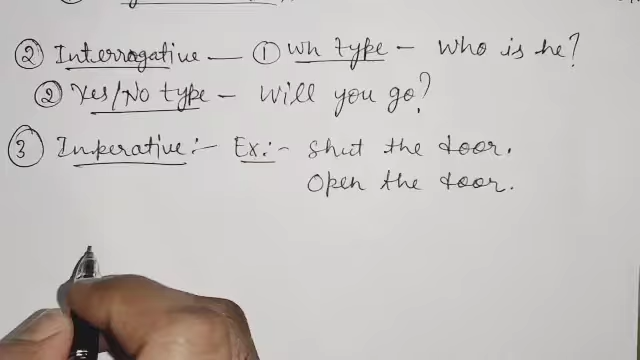 ② Interrogative — ① Wh type - Who is he?
② Yes/No type - Will you go?
③ Imperative :- Ex:- Shut the door.
Open the door.